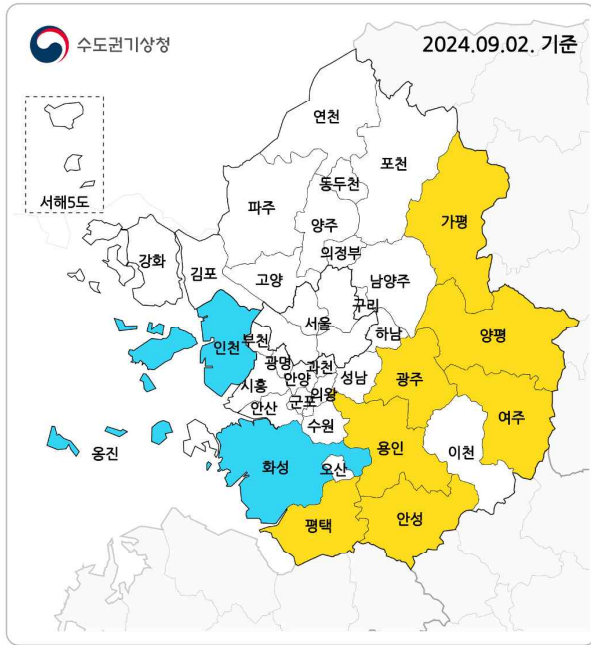 수도권기상청
2024.09.02. 기준
연천
포천
동두천
서해5도
파주
가평
양주
의정부
강화
김포
고양
남양주
구리
서울
하남
양평
인천
부천
광명
과천
안양
성남
광주
시흥
의왕
군포
안산
여주
수원
용인
이천
옹진
화성
오산
평택
안성